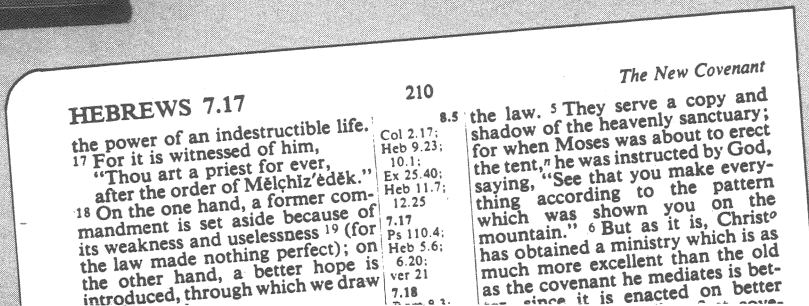 HEBREWS 7.17
210
The New Covenant
the power of an indestructible life.
17 For it is witnessed of him,
“Thou art a priest for ever,
after the order of Mĕlçhĭz′ĕdĕk.”
18 On the one hand, a former com-
mandment is set aside because of
its weakness and uselessness 19 (for
the law made nothing perfect); on
the other hand, a better hope is
introduced, through which we draw
8.5
Col 2.17;
Heb 9.23;
10.1;
Ex 25.40;
Heb 11.7;
12.25
7.17
Ps 110.4;
Heb 5.6;
6.20;
ver 21
7.18
the law. 5 They serve a copy and
shadow of the heavenly sanctuary;
for when Moses was about to erect
the tent,n he was instructed by God,
saying, “See that you make every-
thing according to the pattern
which was shown you on the
mountain.” 6 But as it is, Christo
has obtained a ministry which is as
much more excellent than the old
as the covenant he mediates is bet-
since it is enacted on better